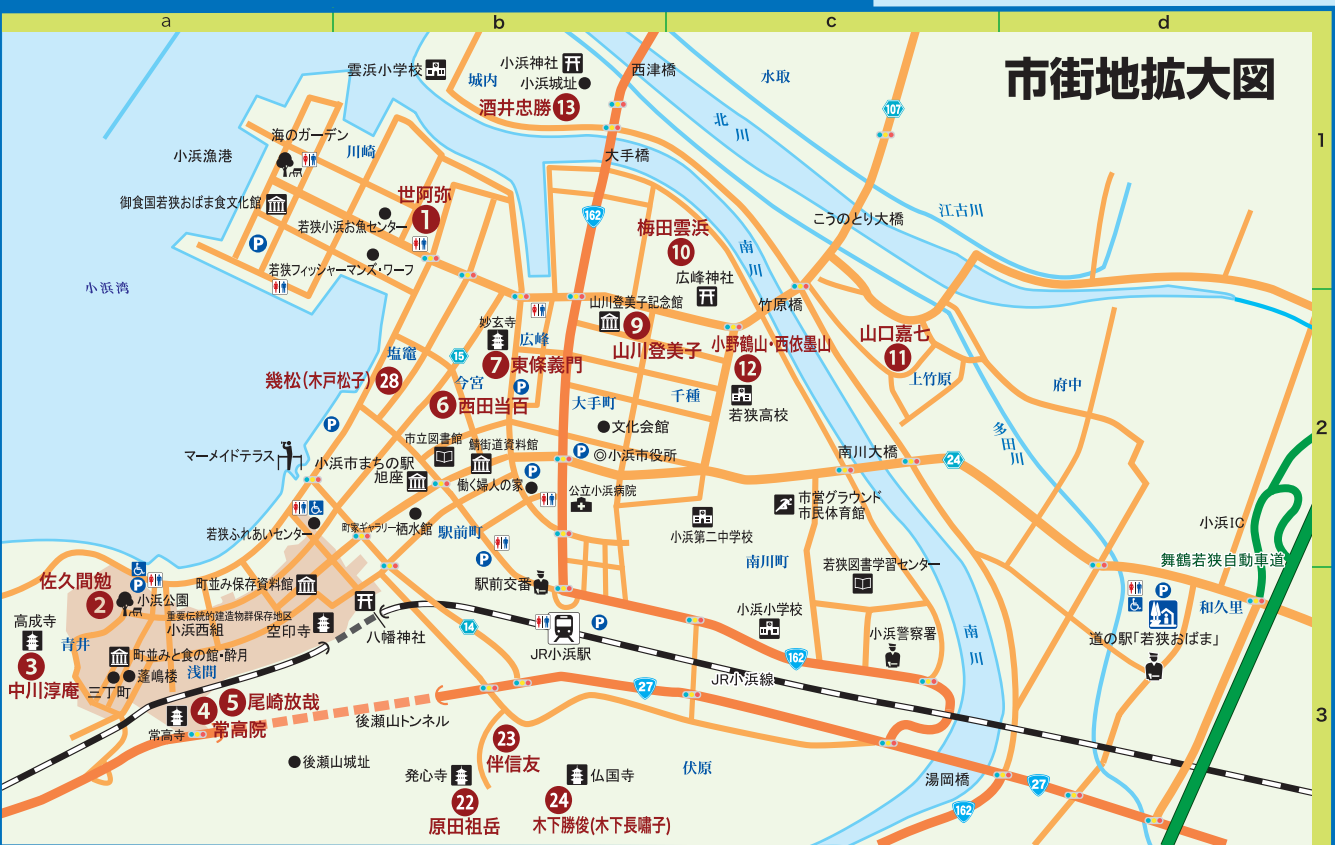 a
b
c
d
市街地拡大図
1
2
3
雲浜小学校
城内
小浜神社
小浜城址
酒井忠勝
13
西津橋
水取
北川
107
大手橋
海のガーデン
小浜漁港
川崎
御食国若狭おばま食文化館
世阿弥
1
若狭小浜お魚センター
P
若狭フィッシャーマンズ・ワーフ
小浜湾
162
梅田雲浜
10
広峰神社
南川
こうのとり大橋
江古川
竹原橋
山川登美子記念館
9
山川登美子
妙玄寺
広峰
7
東條義門
15
塩竈
今宮
P
幾松(木戸松子)
28
6
西田当百
小野鶴山・西依墨山
12
若狭高校
山口嘉七
11
上竹原
府中
多田川
大手町
千種
文化会館
P
小浜市役所
南川大橋
24
P
マーメイドテラス
小浜市まちの駅
旭座
市立図書館
鯖街道資料館
P
働く婦人の家
公立小浜病院
市営グラウンド
市民体育館
小浜第二中学校
若狭ふれあいセンター
町家ギャラリー栖水館
駅前町
P
南川町
若狭図書学習センター
小浜IC
舞鶴若狭自動車道
佐久間勉
2
P
小浜公園
町並み保存資料館
重要伝統的建造物群保存地区
小浜西組
空印寺
八幡神社
駅前交番
14
JR小浜駅
P
小浜小学校
小浜警察署
南川
P
和久里
道の駅「若狭おばま」
高成寺
3
中川淳庵
青井
町並みと食の館・酔月
蓬嶋楼
三丁町
浅間
4
5
尾崎放哉
常高院
常高寺
後瀬山トンネル
後瀬山城址
27
162
JR小浜線
23
伴信友
発心寺
22
原田祖岳
仏国寺
24
木下勝俊(木下長嘯子)
伏原
湯岡橋
162
27